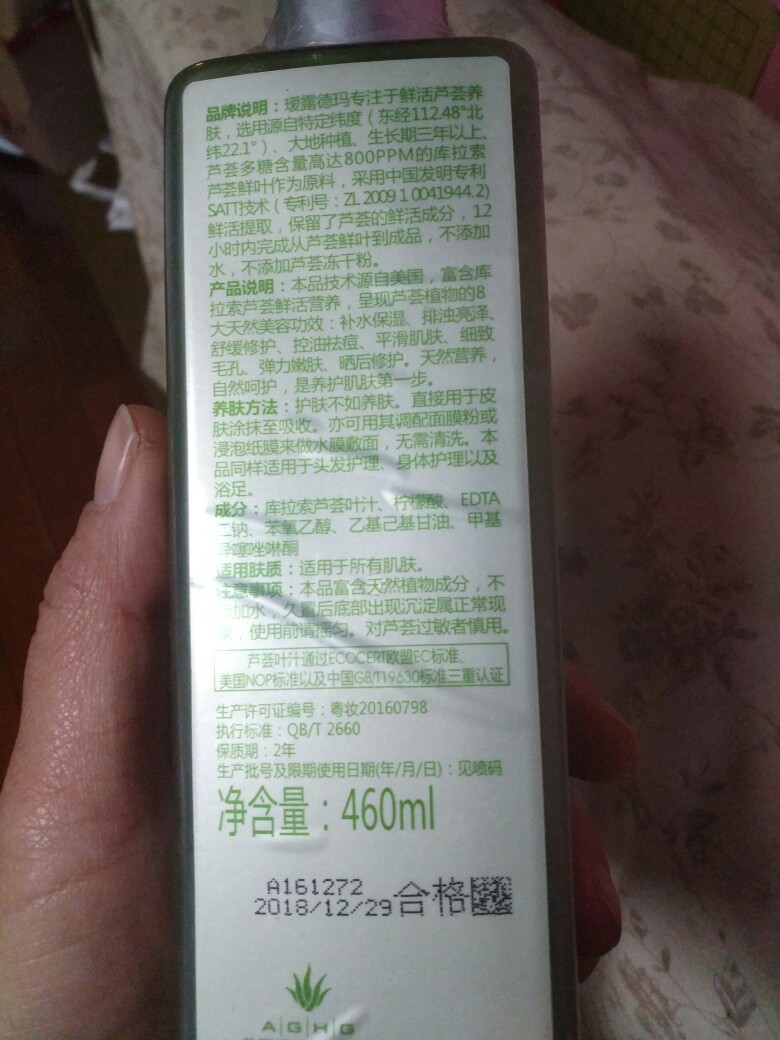 品牌说明：瑷露德玛专注于鲜活芦荟养
肤，选用源自特定纬度（东经112.48°北
纬22.1°）、大地种植、生长期三年以上、
芦荟多糖含量高达800PPM的库拉索
芦荟鲜叶作为原料，采用中国发明专利
SATT技术（专利号：ZL 2009 1 0041944.2)
鲜活提取，保留了芦荟的鲜活成分，12
小时内完成从芦荟鲜叶到成品，不添加
水，不添加芦荟冻干粉。
产品说明：本品技术源自美国，富含库
拉索芦荟鲜活营养，呈现芦荟植物的8
大天然美容功效：补水保湿、排浊亮泽、
舒缓修护、控油祛痘、平滑肌肤、细致
毛孔、弹力嫩肤、晒后修护。天然营养，
自然呵护，是养护肌肤第一步。
养肤方法：护肤不如养肤。直接用于皮
肤涂抹至吸收。亦可用其调配面膜粉或
浸泡纸膜来做水膜敷面，无需清洗。本
品同样适用于头发护理、身体护理以及
浴足。
成分：库拉索芦荟叶汁、柠檬酸、EDTA
二钠、苯氧乙醇、乙基己基甘油、甲基
异噻唑啉酮
适用肤质：适用于所有肌肤。
注意事项：本品富含天然植物成分，不
添加水，久置后底部出现沉淀属正常现
，使用前请摇匀。对芦荟过敏者慎用。
芦荟叶汁通过ECOCERT欧盟EC标准、
美国NOP标准以及中国GB/T19630标准三重认证
生产许可证编号：粤妆20160798
执行标准：QB/T 2660
保质期：2年
生产批号及限期使用日期(年/月/日)：见喷码
净含量：460ml
A161272
2018/12/29合格
A|G|H|G